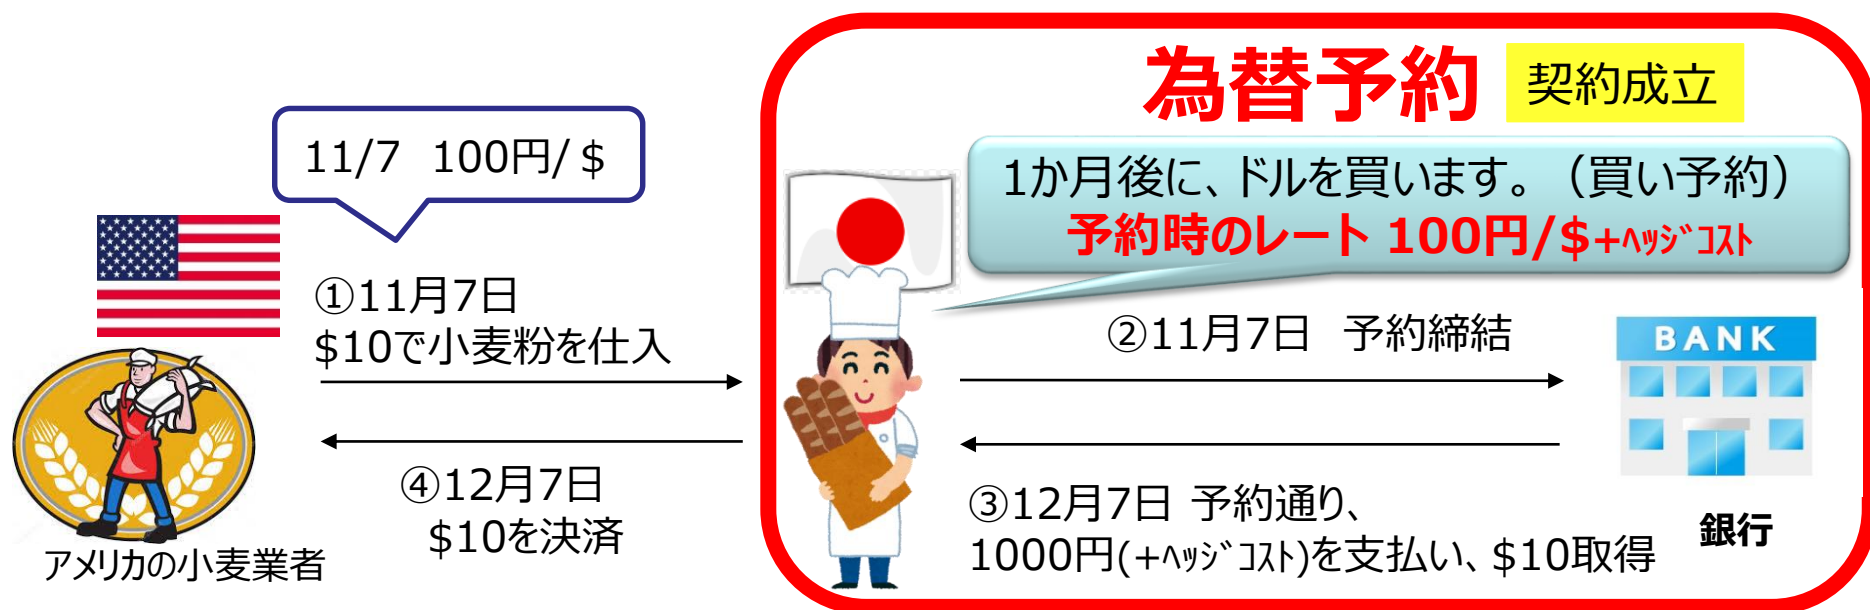 為替予約
契約成立
11/7 100円/$
1か月後に、ドルを買います。（買い予約）
予約時のレート 100円/$+ﾍｯｼﾞｺｽﾄ
①11月7日
$10で小麦粉を仕入
②11月7日 予約締結
BANK
④12月7日
$10を決済
③12月7日 予約通り、
1000円(+ﾍｯｼﾞｺｽﾄ)を支払い、$10取得
銀行
アメリカの小麦業者